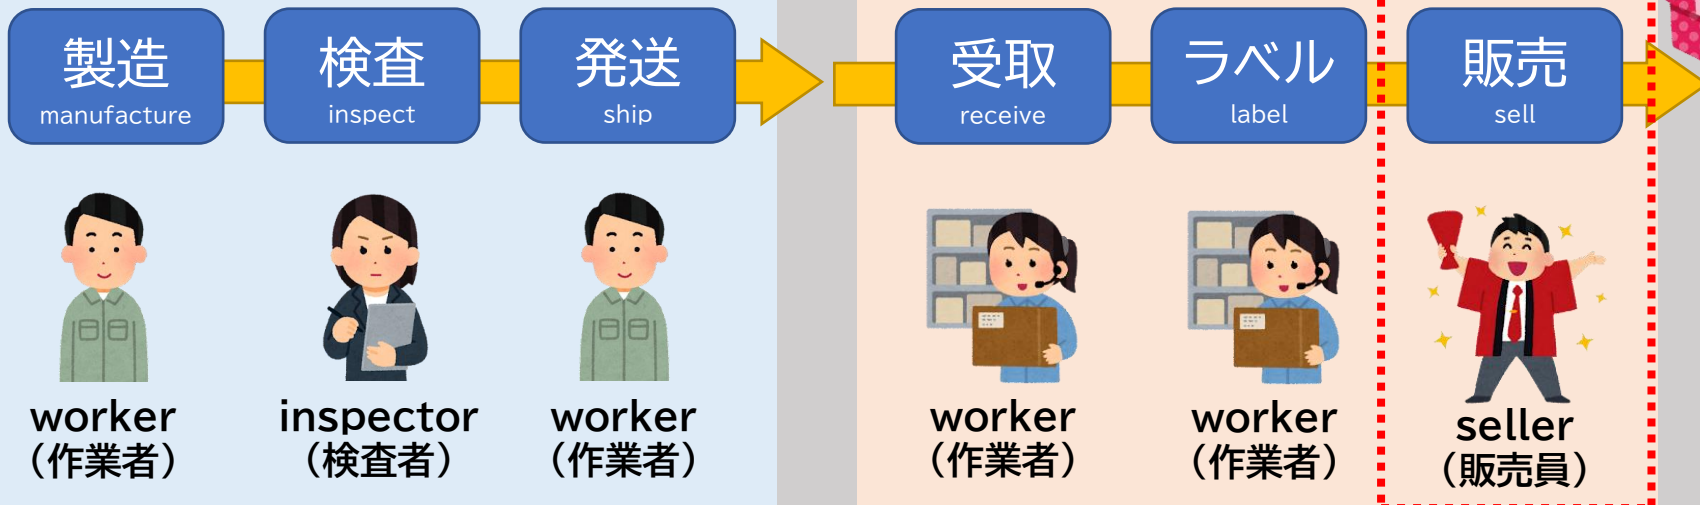 製造
manufacture
検査
inspect
発送
ship
受取
receive
ラベル
label
販売
sell
worker
（作業者）
inspector
（検査者）
worker
（作業者）
worker
（作業者）
worker
（作業者）
seller
（販売員）